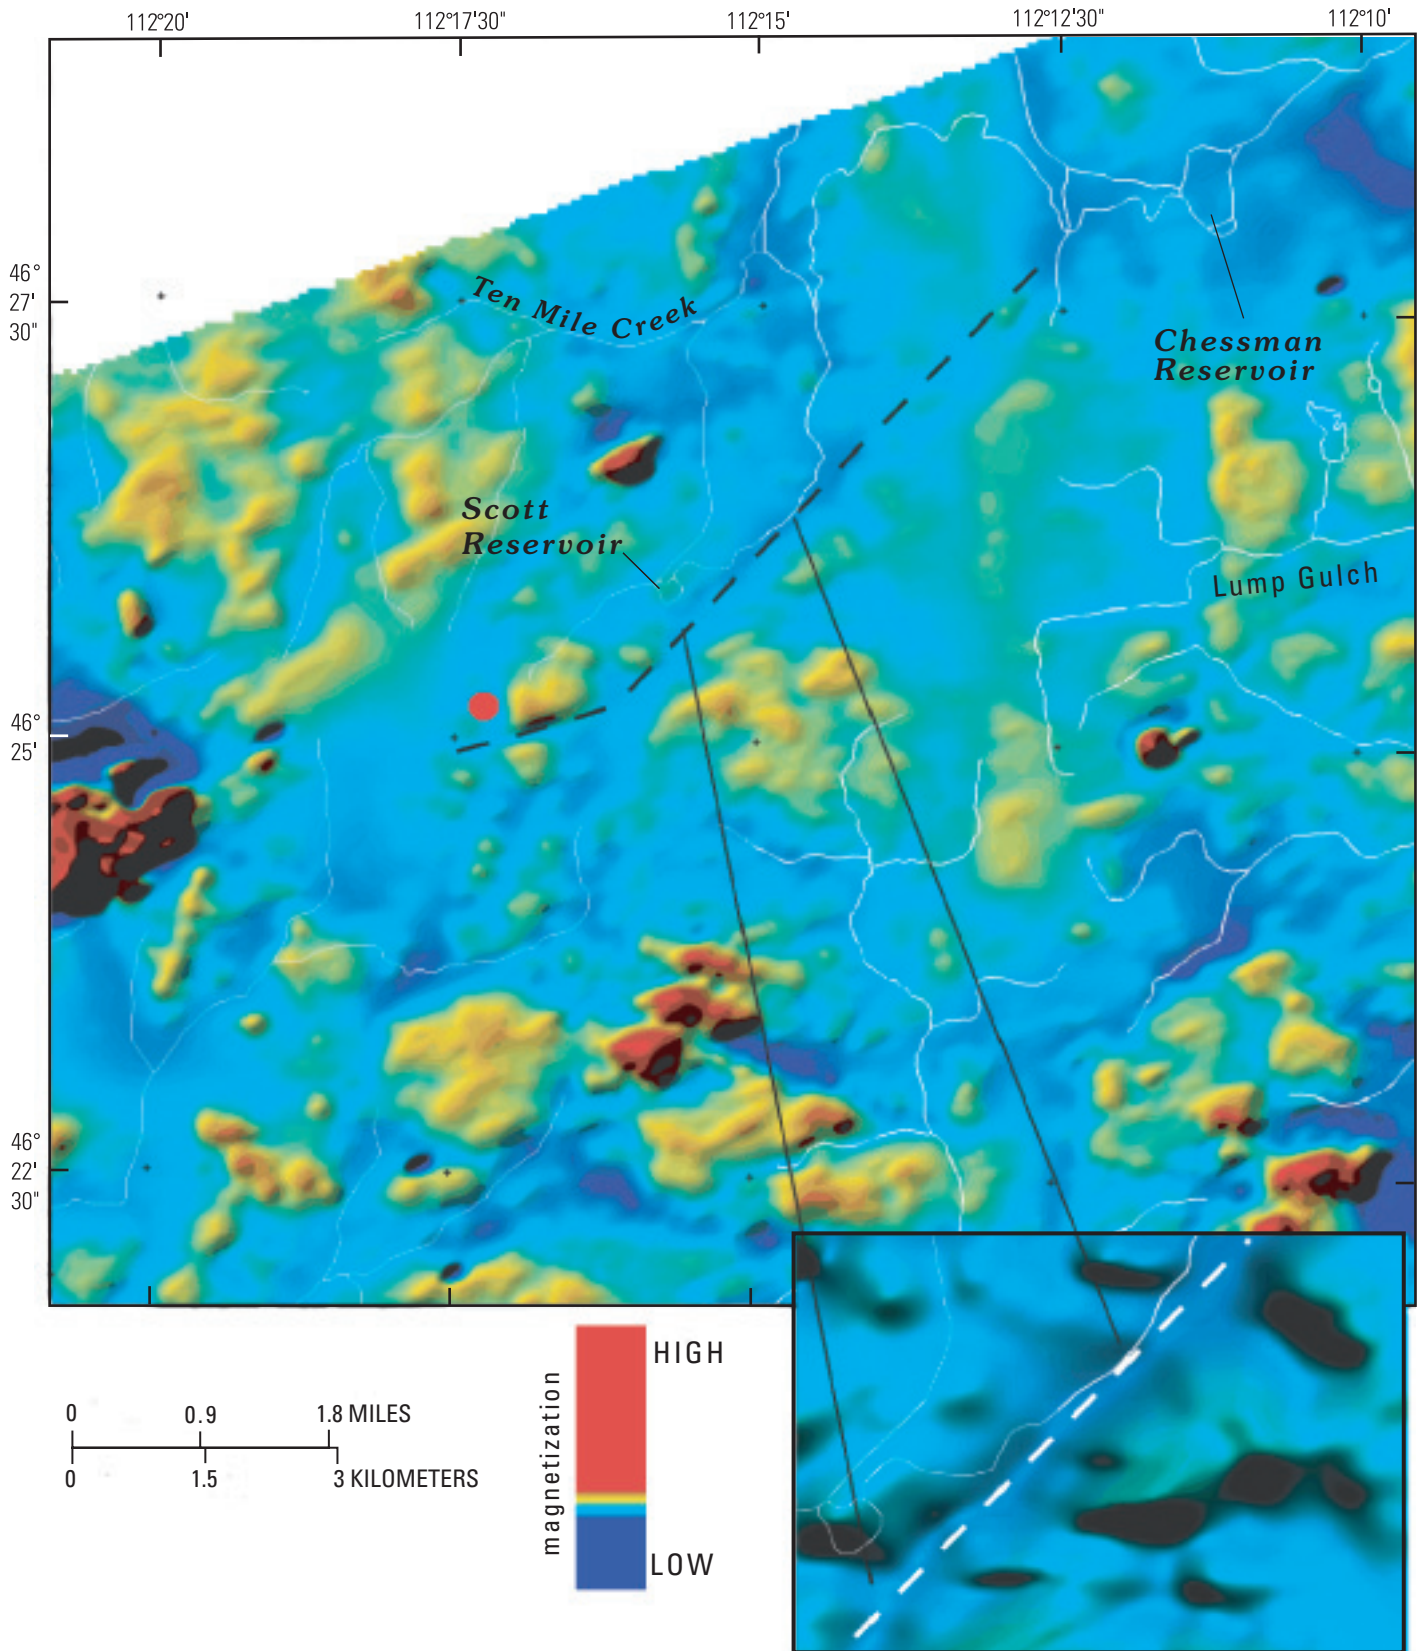 112°20'
112°17'30"
112°15'
112°12'30"
112°10'
46°
27'
30"
Ten Mile Creek
Chessman
Reservoir
Scott
Reservoir
Lump Gulch
46°
25'
46°
22'
30"
0 0.9 1.8 MILES
0 1.5 3 KILOMETERS
magnetization
HIGH
LOW